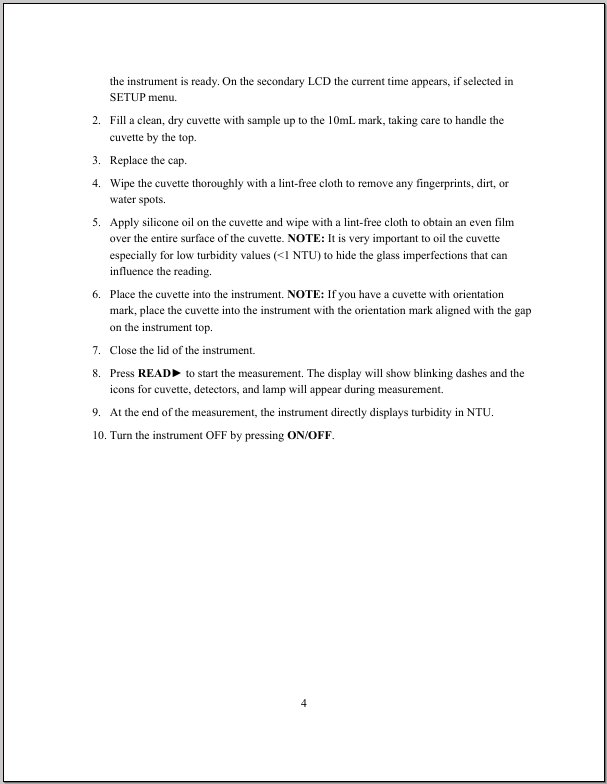 the instrument is ready. On the secondary LCD the current time appears, if selected in
SETUP menu.
2. Fill a clean, dry cuvette with sample up to the 10mL mark, taking care to handle the
cuvette by the top.
3. Replace the cap.
4. Wipe the cuvette thoroughly with a lint-free cloth to remove any fingerprints, dirt, or
water spots.
5. Apply silicone oil on the cuvette and wipe with a lint-free cloth to obtain an even film
over the entire surface of the cuvette. NOTE: It is very important to oil the cuvette
especially for low turbidity values (<1 NTU) to hide the glass imperfections that can
influence the reading.
6. Place the cuvette into the instrument. NOTE: If you have a cuvette with orientation
mark, place the cuvette into the instrument with the orientation mark aligned with the gap
on the instrument top.
7. Close the lid of the instrument.
8. Press READ► to start the measurement. The display will show blinking dashes and the
icons for cuvette, detectors, and lamp will appear during measurement.
9. At the end of the measurement, the instrument directly displays turbidity in NTU.
10. Turn the instrument OFF by pressing ON/OFF.
4